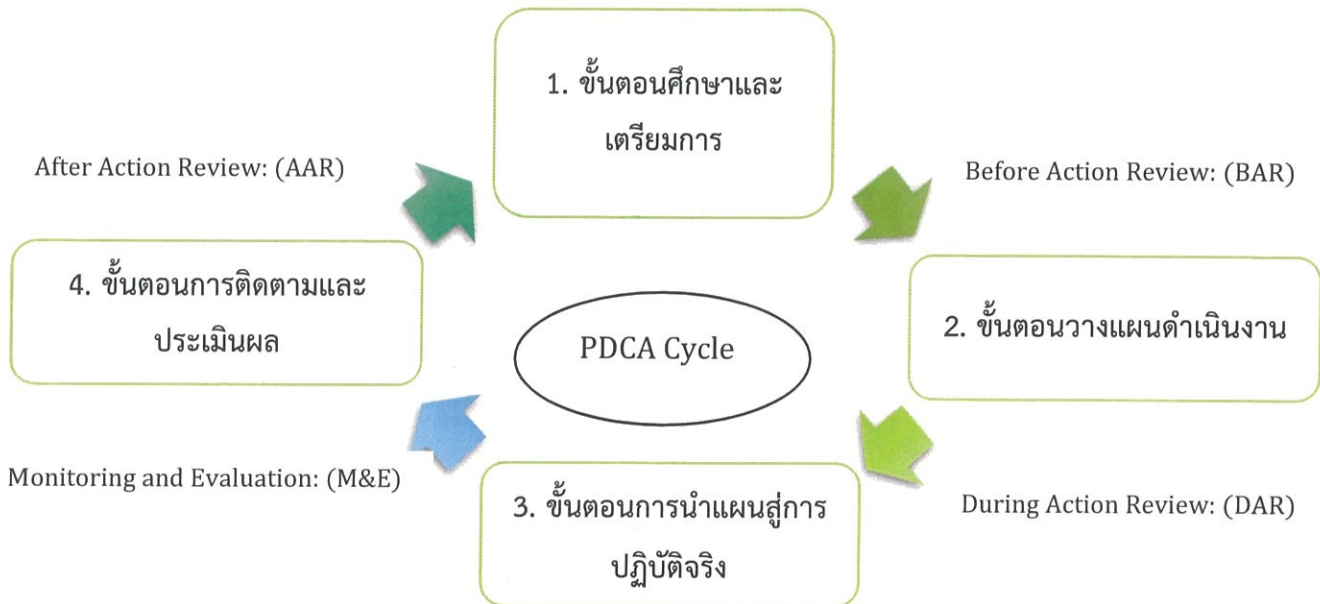 1. ขั้นตอนศึกษาและ
เตรียมการ
After Action Review: (AAR)
Before Action Review: (BAR)
4. ขั้นตอนการติดตามและ
ประเมินผล
2. ขั้นตอนวางแผนดำเนินงาน
PDCA Cycle
Monitoring and Evaluation: (M&E)
3. ขั้นตอนการนำแผนสู่การ
ปฏิบัติจริง
During Action Review: (DAR)